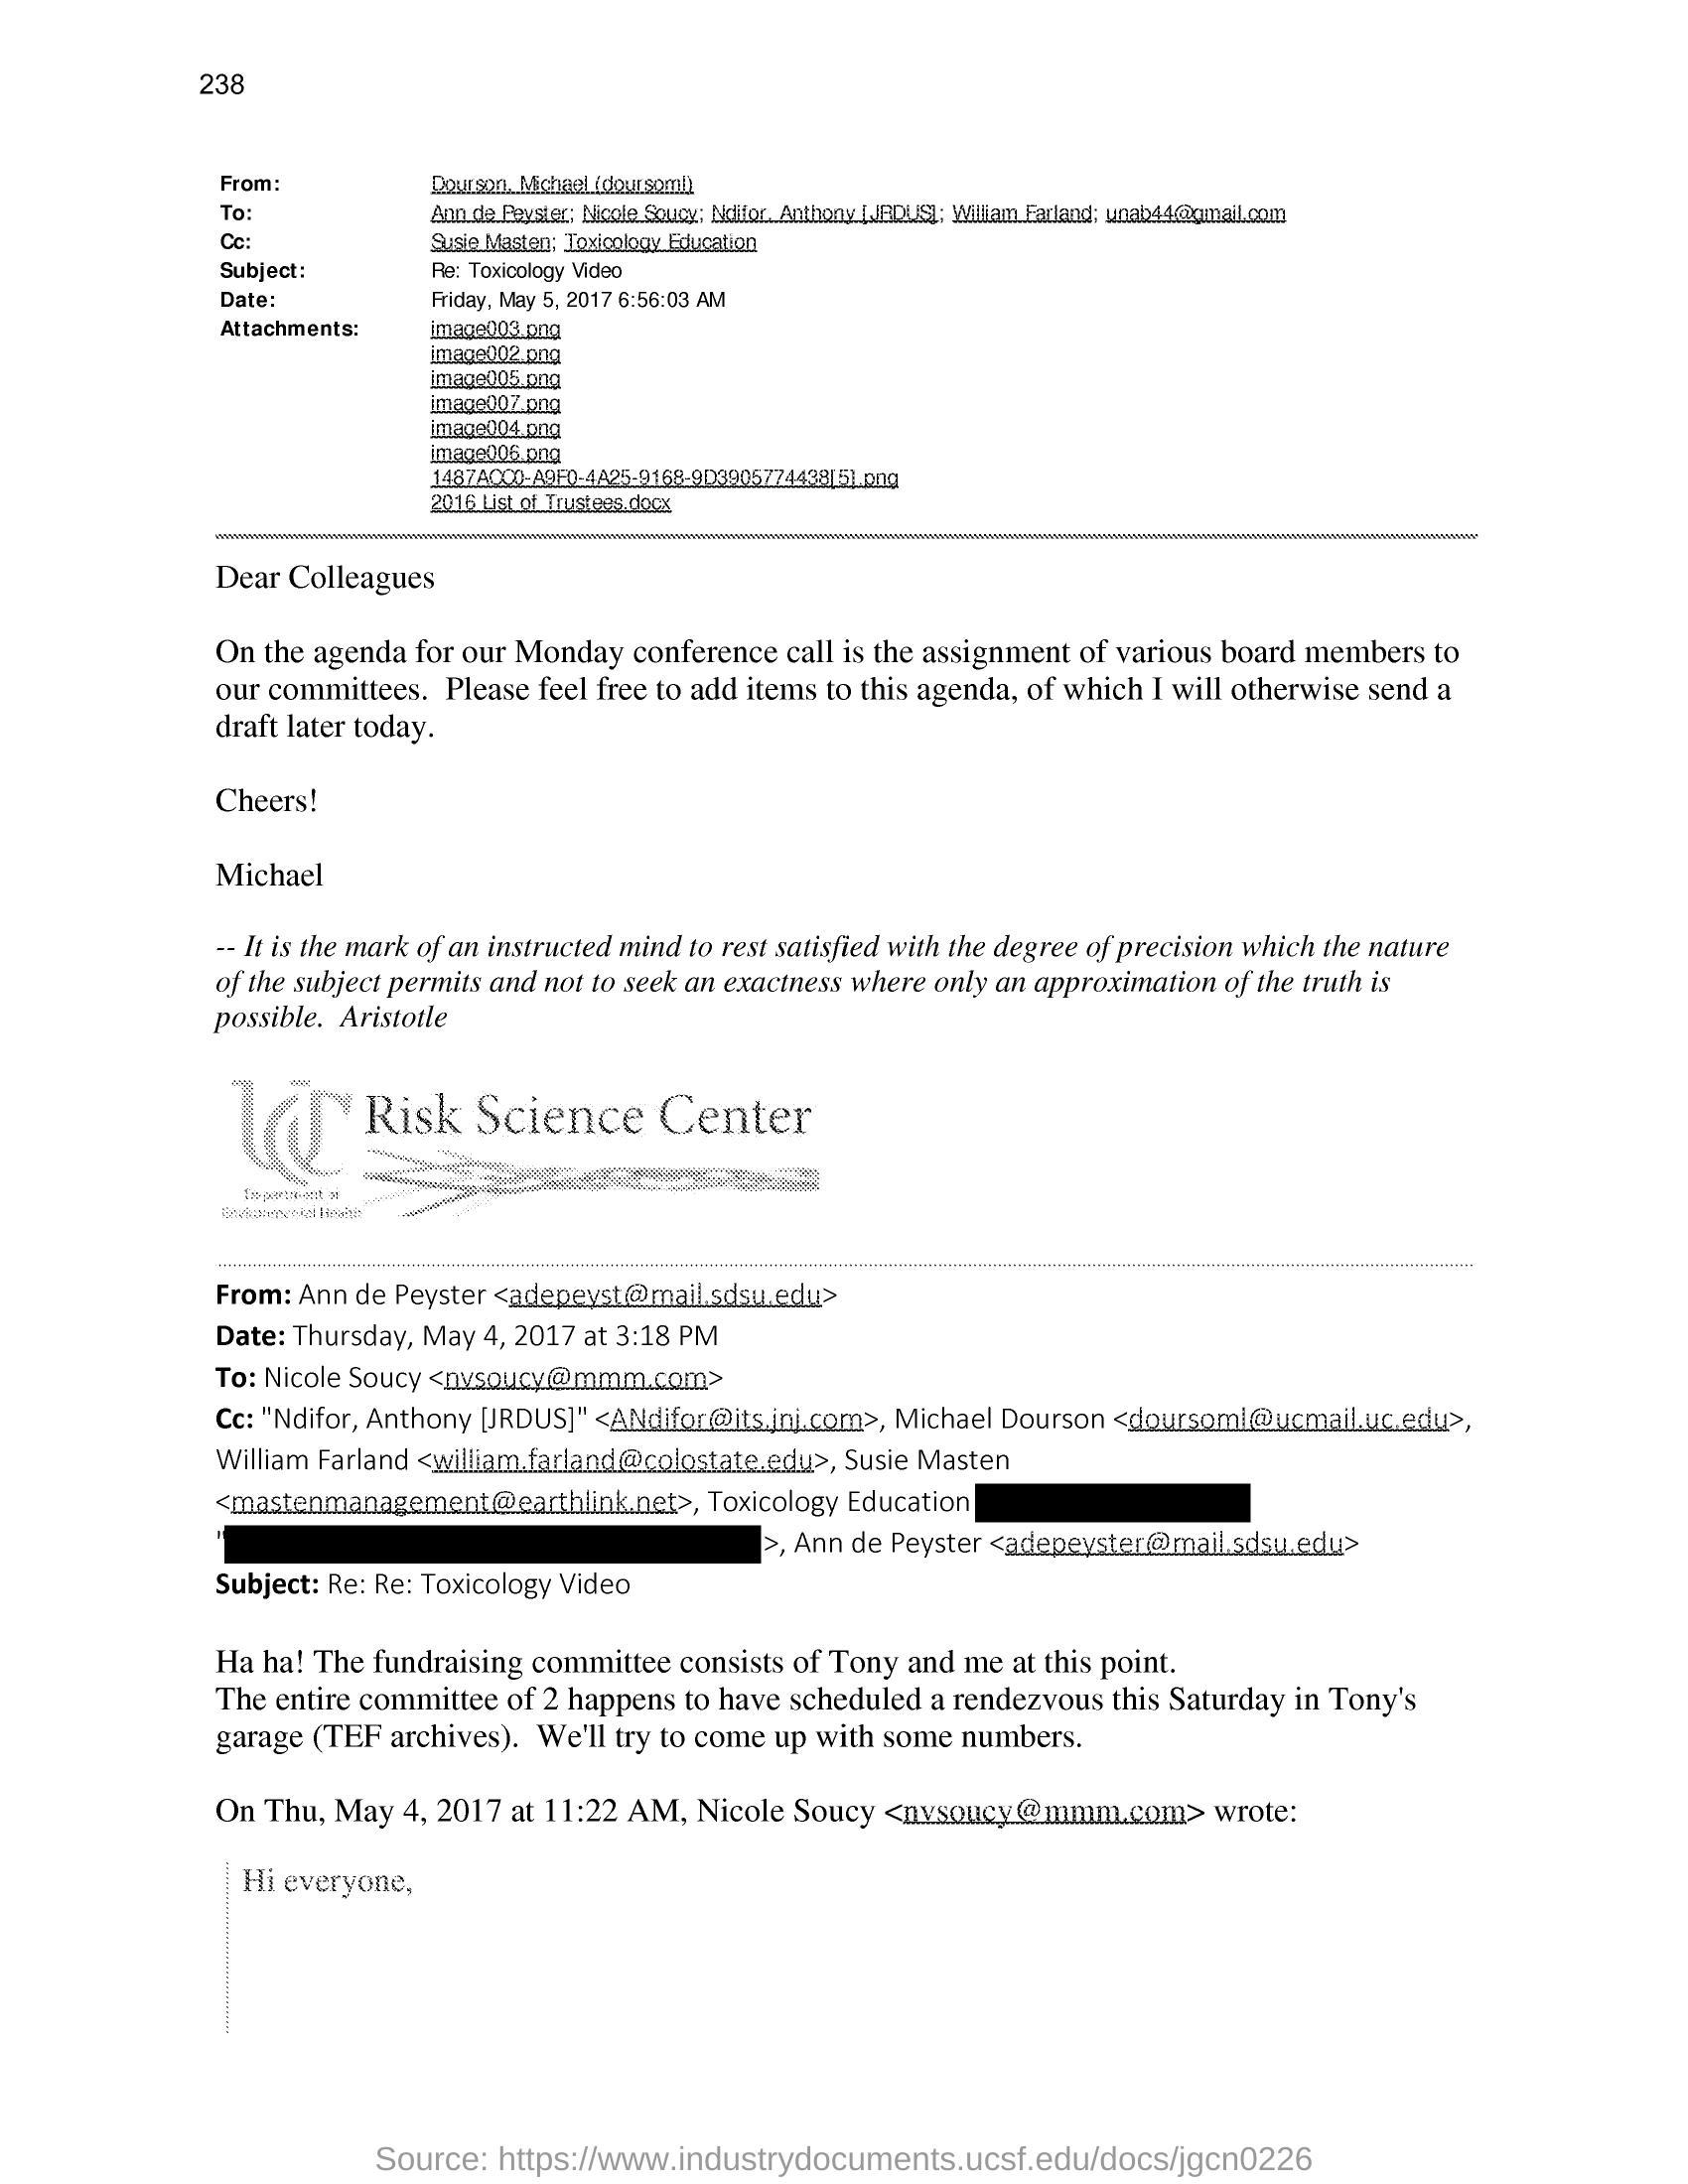 238
From: Dourson, Michael (doursoml)
To: Ann de Peyster; Nicole Soucy; Ndifor, Anthony [JRDUS]; William Farland; unab44@gmail.com
Cc: Susie Masten; Toxicology Education
Subject: Re: Toxicology Video
Date: Friday, May 5, 2017 6:56:03 AM
Attachments: image003.png
image002.png
image005.png
image007.png
image004.png
image006.png
1487ACC0-A9F0-4A25-9168-9D3905774438[5].png
2016 List of Trustees.docx
Dear Colleagues
On the agenda for our Monday conference call is the assignment of various board members to
our committees. Please feel free to add items to this agenda, of which I will otherwise send a
draft later today.
Cheers!
Michael
-- It is the mark of an instructed mind to rest satisfied with the degree of precision which the nature
of the subject permits and not to seek an exactness where only an approximation of the truth is
possible. Aristotle
UC Risk Science Center
Department of
Environmental Health
From: Ann de Peyster <adepeyst@mail.sdsu.edu>
Date: Thursday, May 4, 2017 at 3:18 PM
To: Nicole Soucy <nvsoucy@mmm.com>
Cc: "Ndifor, Anthony [JRDUS]" <ANdifor@its.jnj.com>, Michael Dourson <doursoml@ucmail.uc.edu>,
William Farland <william.farland@colostate.edu>, Susie Masten
<mastenmanagement@earthlink.net>, Toxicology Education
">, Ann de Peyster <adepeyster@mail.sdsu.edu>
Subject: Re: Re: Toxicology Video
Ha ha! The fundraising committee consists of Tony and me at this point.
The entire committee of 2 happens to have scheduled a rendezvous this Saturday in Tony's
garage (TEF archives). We'll try to come up with some numbers.
On Thu, May 4, 2017 at 11:22 AM, Nicole Soucy <nvsoucy@mmm.com> wrote:
Hi everyone,
Source: https://www.industrydocuments.ucsf.edu/docs/jgcn0226